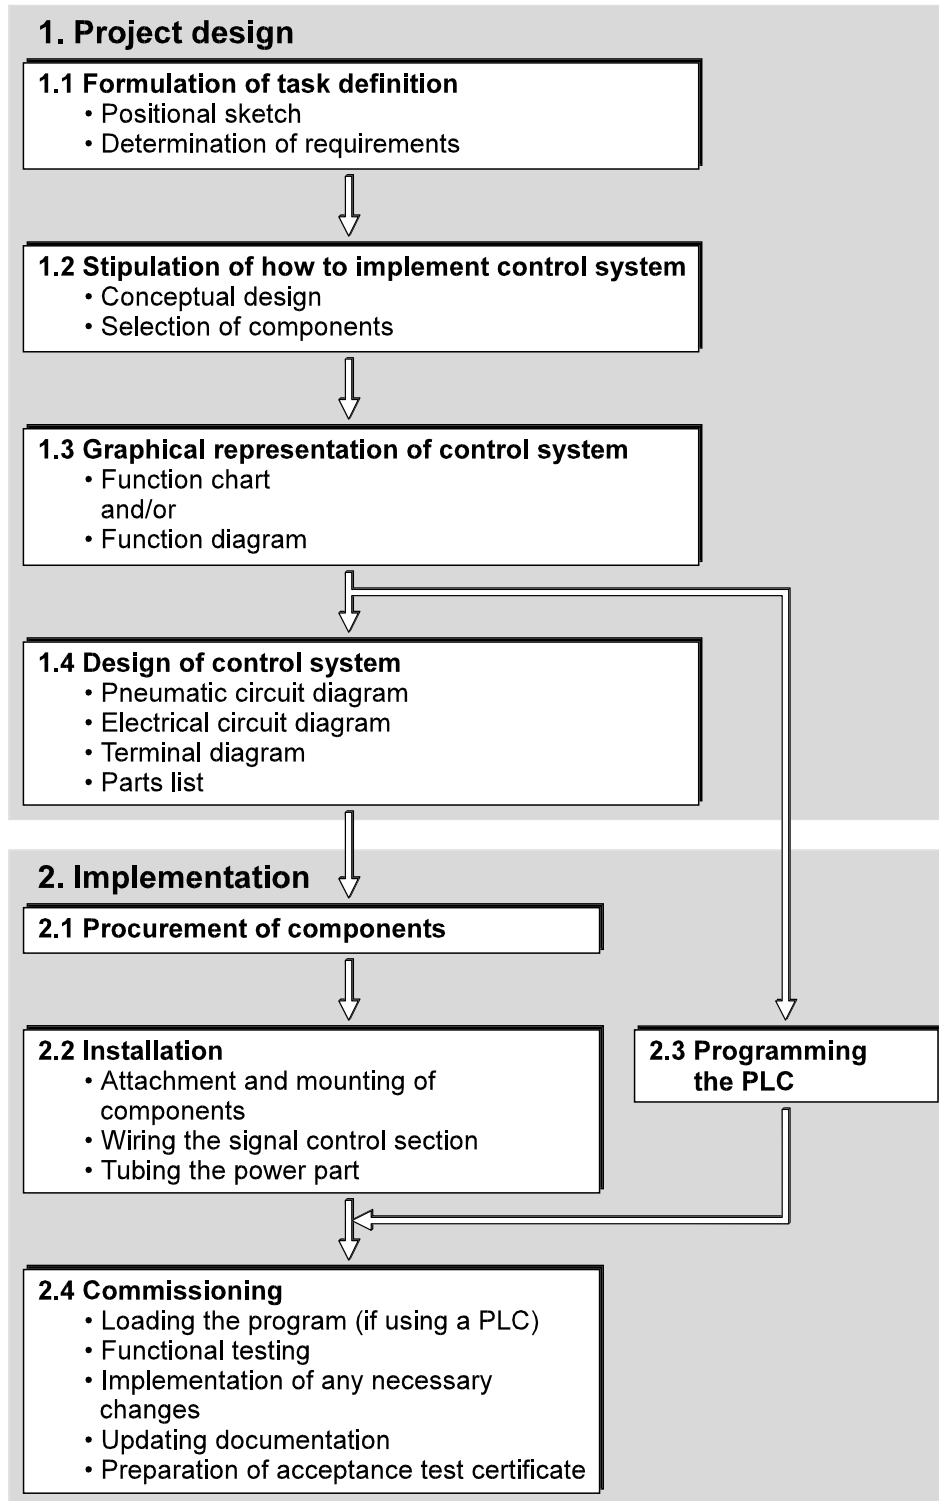 1. Project design
1.1 Formulation of task definition
• Positional sketch
• Determination of requirements
1.2 Stipulation of how to implement control system
• Conceptual design
• Selection of components
1.3 Graphical representation of control system
• Function chart
and/or
• Function diagram
1.4 Design of control system
• Pneumatic circuit diagram
• Electrical circuit diagram
• Terminal diagram
• Parts list
2. Implementation
2.1 Procurement of components
2.2 Installation
• Attachment and mounting of
components
• Wiring the signal control section
• Tubing the power part
2.3 Programming
the PLC
2.4 Commissioning
• Loading the program (if using a PLC)
• Functional testing
• Implementation of any necessary
changes
• Updating documentation
• Preparation of acceptance test certificate